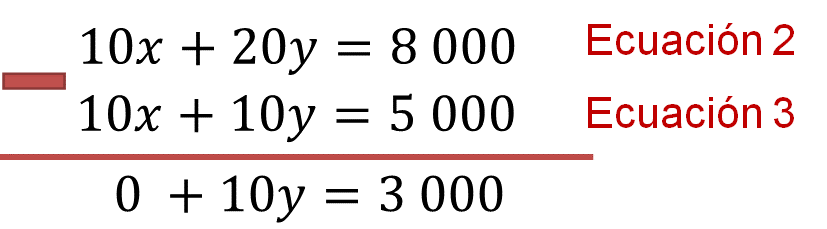 10x + 20y = 8 000 Ecuación 2
10x + 10y = 5 000 Ecuación 3
0 + 10y = 3 000